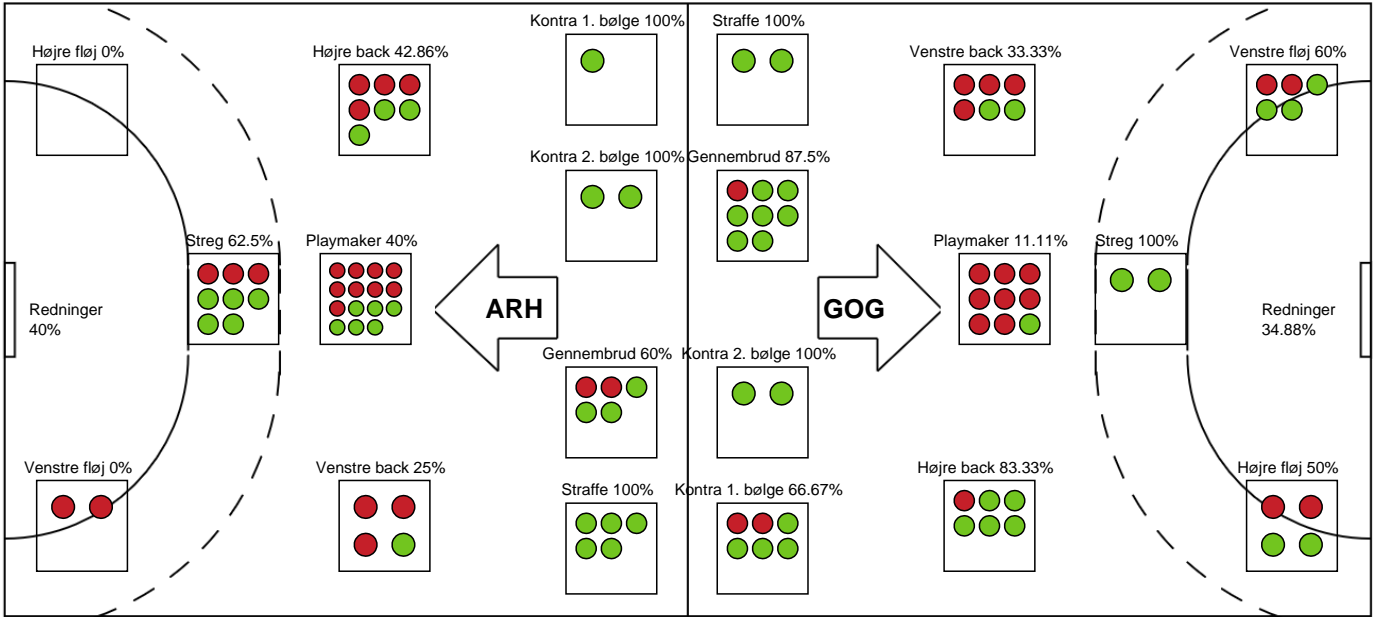 Kontra 1. bølge 100%
Straffe 100%
Højre fløj 0%
Højre back 42.86%
Venstre back 33.33%
Venstre fløj 60%
Kontra 2. bølge 100%
Gennembrud 87.5%
Streg 62.5%
Playmaker 40%
Playmaker 11.11%
Streg 100%
Redninger
40%
ARH
GOG
Redninger
34.88%
Gennembrud 60%
Kontra 2. bølge 100%
Venstre fløj 0%
Venstre back 25%
Straffe 100%
Kontra 1. bølge 66.67%
Højre back 83.33%
Højre fløj 50%